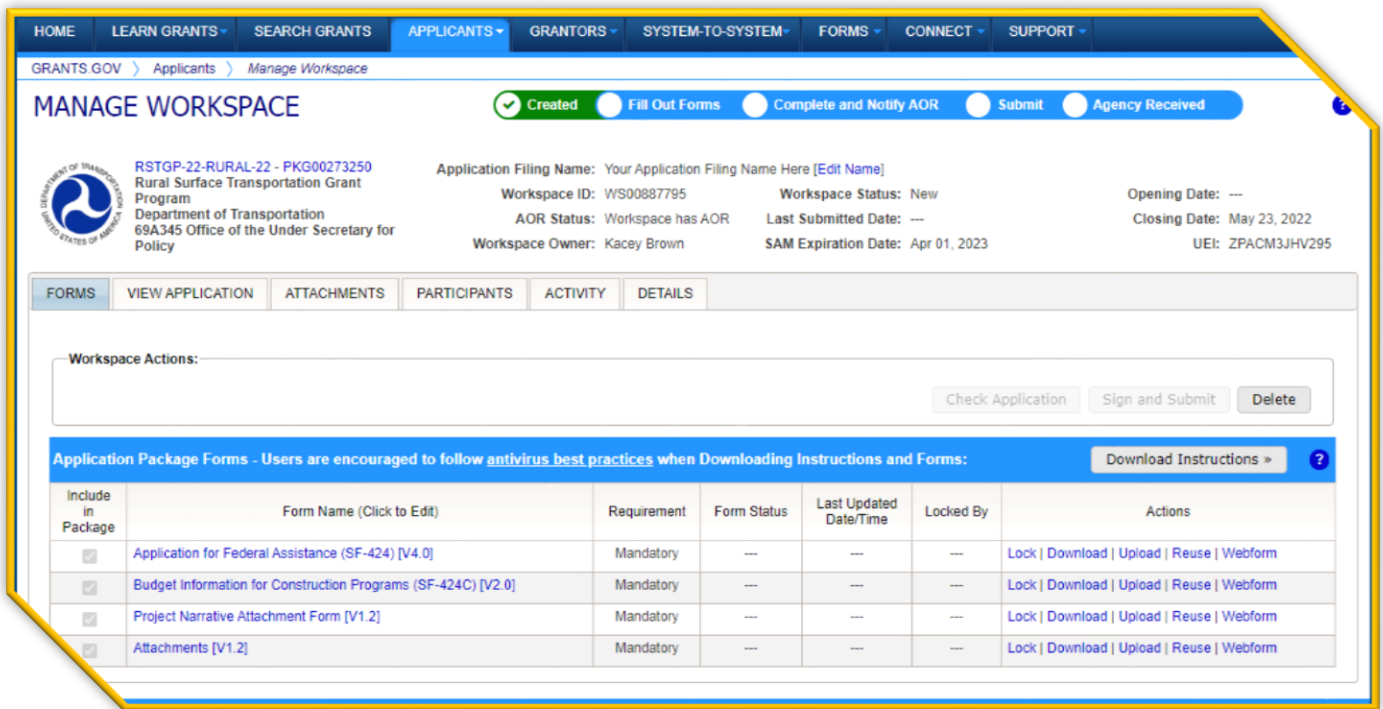 HOME LEARN GRANTS SEARCH GRANTS APPLICANTS GRANTORS SYSTEM-TO-SYSTEM FORMS CONNECT SUPPORT
GRANTS.GOV 〉 Applicants 〉 Manage Workspace
MANAGE WORKSPACE
Created Fill Out Forms Complete and Notify AOR Submit Agency Received
?
DEPARTMENT OF TRANSPORTATION
UNITED STATES OF AMERICA
RSTGP-22-RURAL-22 - PKG00273250
Rural Surface Transportation Grant
Program
Department of Transportation
69A345 Office of the Under Secretary for
Policy
Application Filing Name: Your Application Filing Name Here [Edit Name]
Workspace ID: WS00887795 Workspace Status: New Opening Date: ---
AOR Status: Workspace has AOR Last Submitted Date: --- Closing Date: May 23, 2022
Workspace Owner: Kacey Brown SAM Expiration Date: Apr 01, 2023 UEI: ZPACM3JHV295
FORMS VIEW APPLICATION ATTACHMENTS PARTICIPANTS ACTIVITY DETAILS
Workspace Actions:
Check Application Sign and Submit Delete
Application Package Forms - Users are encouraged to follow antivirus best practices when Downloading Instructions and Forms: Download Instructions » ?
Include
in
Package
Form Name (Click to Edit) Requirement Form Status
Last Updated
Date/Time
Locked By Actions
Application for Federal Assistance (SF-424) [V4.0] Mandatory --- --- --- Lock | Download | Upload | Reuse | Webform
Budget Information for Construction Programs (SF-424C) [V2.0] Mandatory --- --- --- Lock | Download | Upload | Reuse | Webform
Project Narrative Attachment Form [V1.2] Mandatory --- --- --- Lock | Download | Upload | Reuse | Webform
Attachments [V1.2] Mandatory --- --- --- Lock | Download | Upload | Reuse | Webform